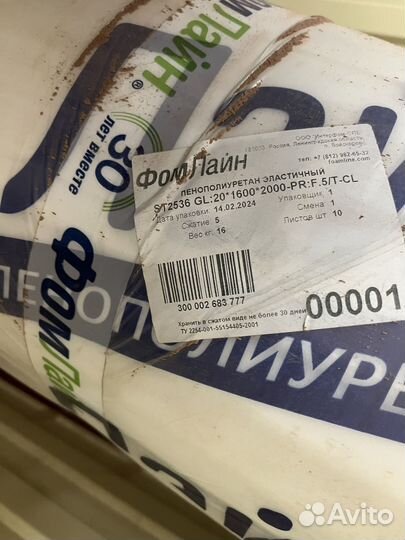 ФОМЛайн®
30
лет вместе
ООО "Интерфом СПб"
Россия, Ленинградская область,
тел: +7 (812) 982-65-32
foamline.com
ФомЛайн
ПЕНОПОЛИУРЕТАН ЭЛАСТИЧНЫЙ
ST2536 GL:20*1600*2000-PR:F.5/T-CL
Дата упаковки 14.02.2024 Упаковщик: 1
Сжатие 5 Смена 1
Вес кг: 16 Листов шт 10
300 002 683 777
00001
Хранить в сжатом виде не более 30 дней
ТУ 2254-001-55154405-2001
ПЕНОПОЛИУРЕ
ФОМЛайн
Avito